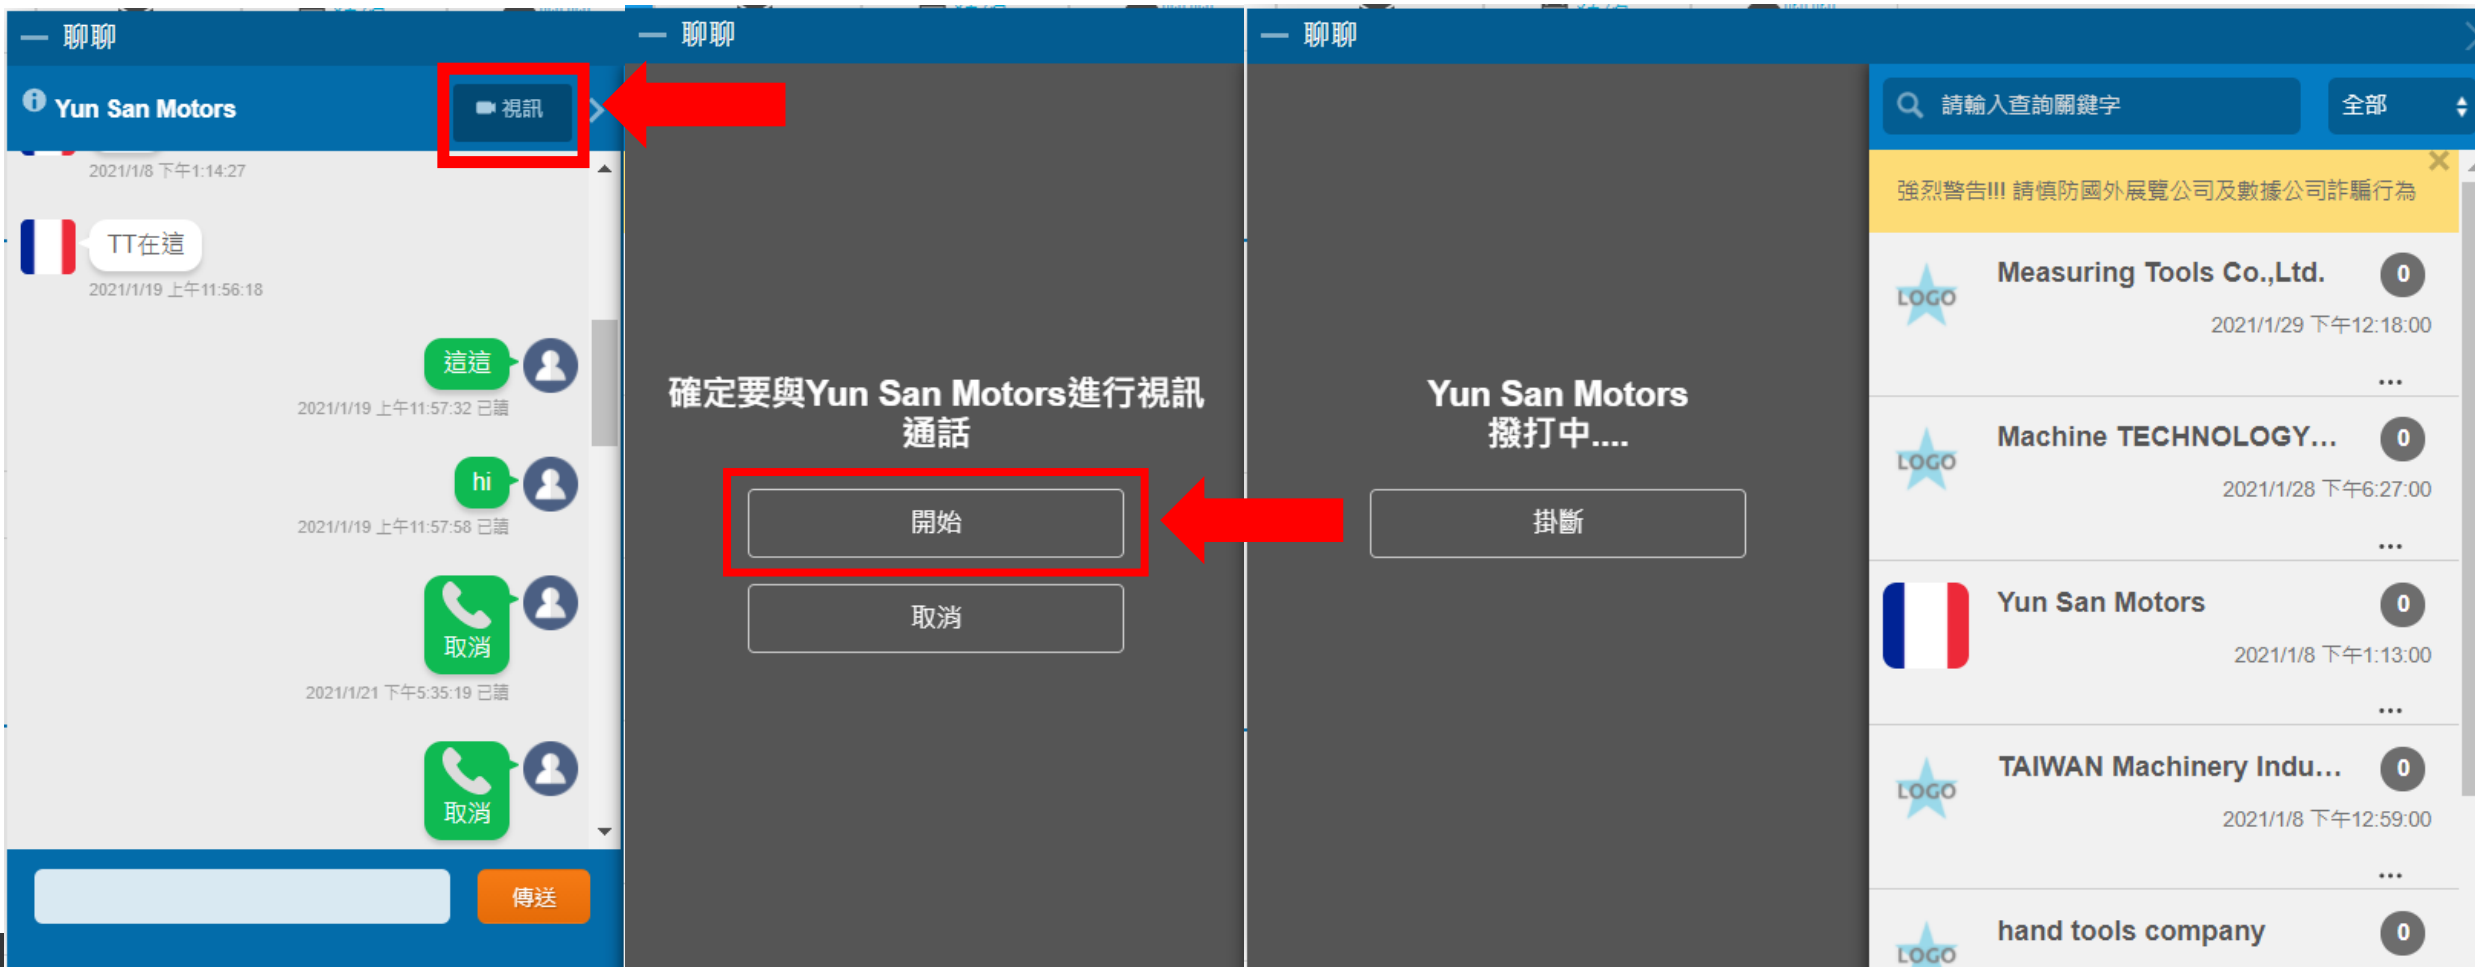 聊聊
Yun San Motors
視訊
2021/1/8 下午1:14:27
TT在這
2021/1/19 上午11:56:18
這這
2021/1/19 上午11:57:32 已讀
hi
2021/1/19 上午11:57:58 已讀
取消
2021/1/21 下午5:35:19 已讀
取消
傳送
聊聊
確定要與Yun San Motors進行視訊
通話
開始
取消
聊聊
Yun San Motors
撥打中....
掛斷
請輸入查詢關鍵字
全部
強烈警告!!! 請慎防國外展覽公司及數據公司詐騙行為
LOGO
Measuring Tools Co.,Ltd.
0
2021/1/29 下午12:18:00
...
LOGO
Machine TECHNOLOGY...
0
2021/1/28 下午6:27:00
...
Yun San Motors
0
2021/1/8 下午1:13:00
...
LOGO
TAIWAN Machinery Indu...
0
2021/1/8 下午12:59:00
...
LOGO
hand tools company
0